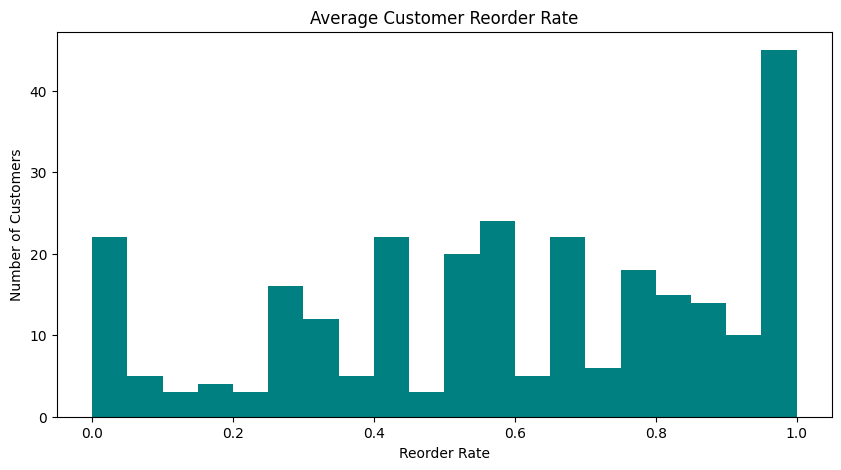 Average Customer Reorder Rate
Number of Customers
40
30
20
10
0
0.0 0.2 0.4 0.6 0.8 1.0
Reorder Rate